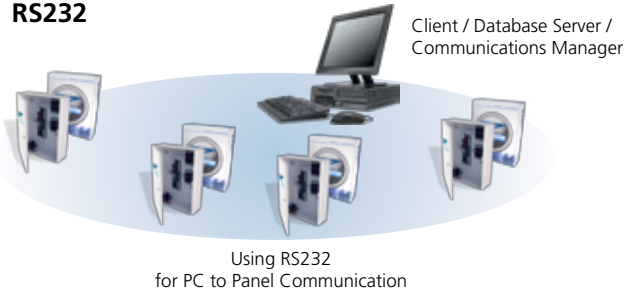 RS232
Client / Database Server /
Communications Manager
Using RS232
for PC to Panel Communication